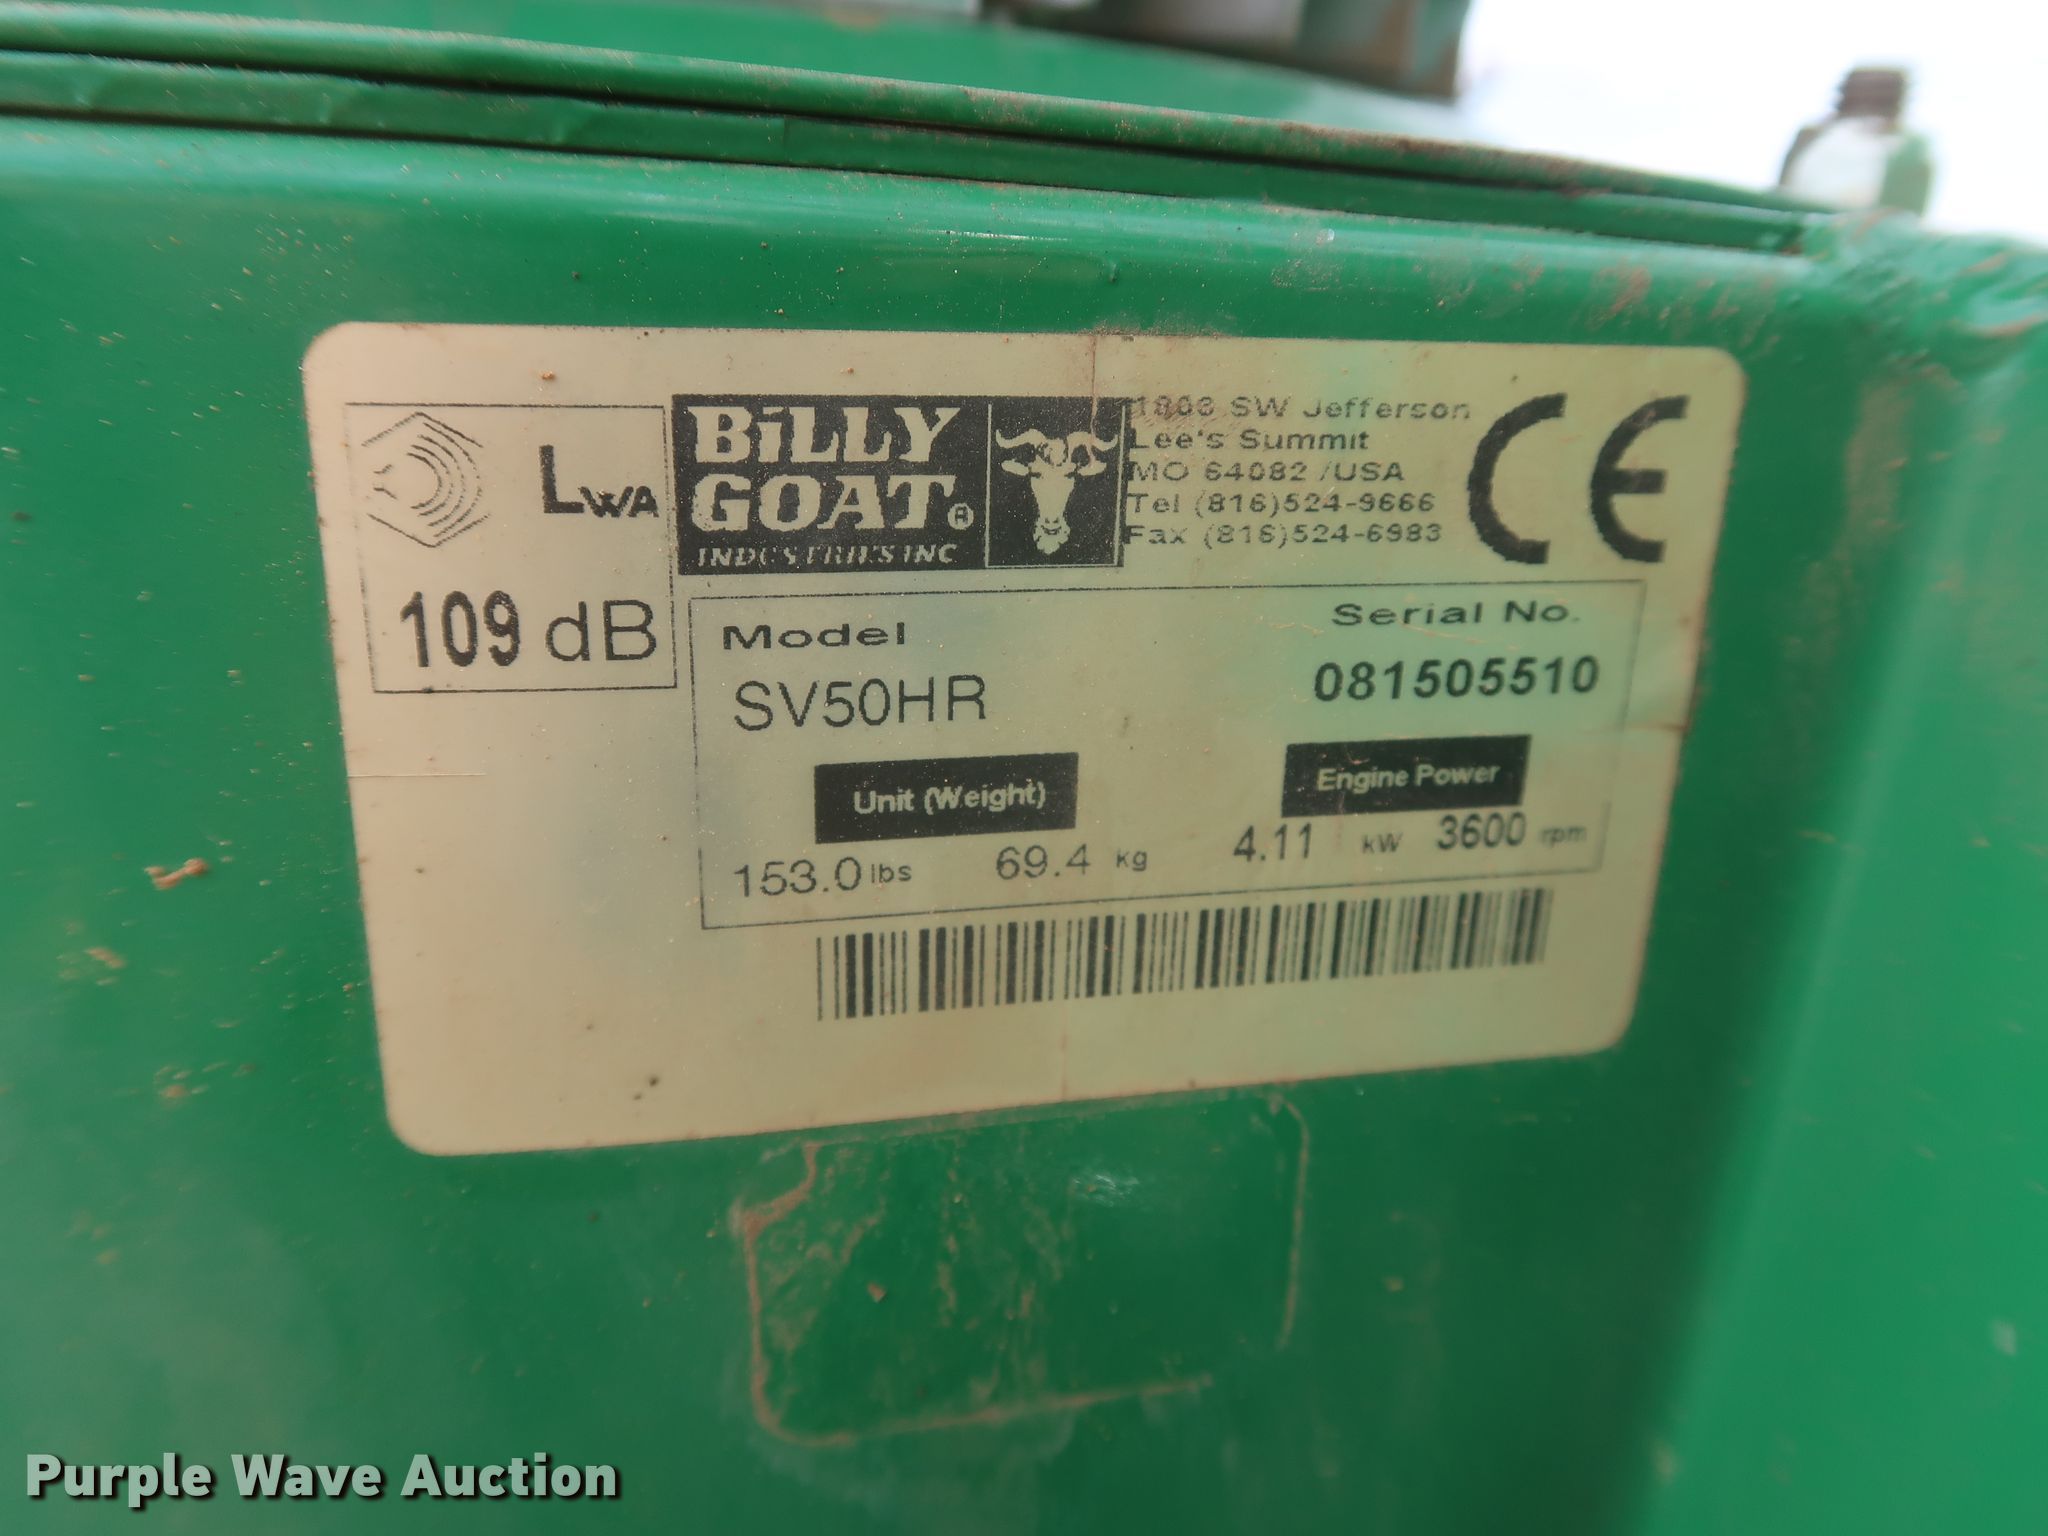 LWA
109 dB
BiLLY
GOAT®
INDUSTRIES INC
1803 SW Jefferson
Lee's Summit
MO 64082 /USA
Tel (816)524-9666
Fax (816)524-6983
CE
Model
SV50HR
Serial No.
081505510
Unit (Weight)
153.0 lbs 69.4 kg
Engine Power
4.11 kW 3600 rpm
Purple Wave Auction